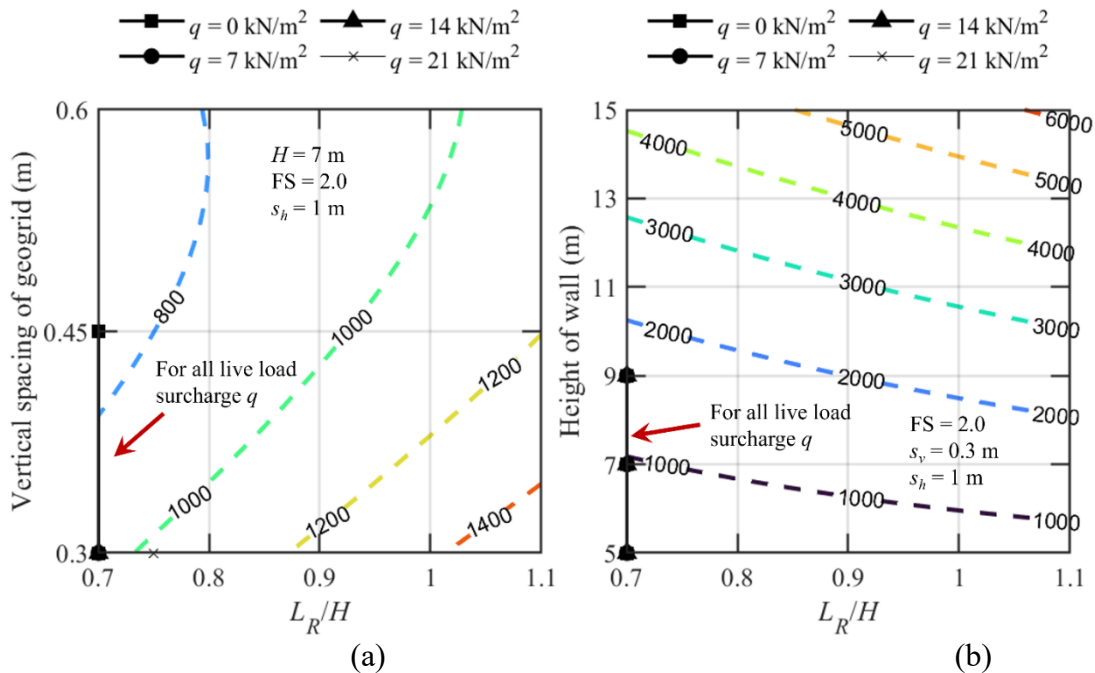 q = 0 kN/m² q = 14 kN/m²
q = 7 kN/m² q = 21 kN/m²
0.6
0.45
0.3
Vertical spacing of geogrid (m)
H = 7 m
FS = 2.0
s_h = 1 m
800
1000
1200
For all live load
surcharge q
1000
1200
1400
0.7 0.8 0.9 1 1.1
L_R/H
(a)
q = 0 kN/m² q = 14 kN/m²
q = 7 kN/m² q = 21 kN/m²
15
13
11
9
7
5
Height of wall (m)
6000
5000
4000
5000
4000
3000
4000
3000
2000
3000
2000
2000
For all live load
surcharge q
FS = 2.0
s_v = 0.3 m
s_h = 1 m
1000
1000
1000
0.7 0.8 0.9 1 1.1
L_R/H
(b)